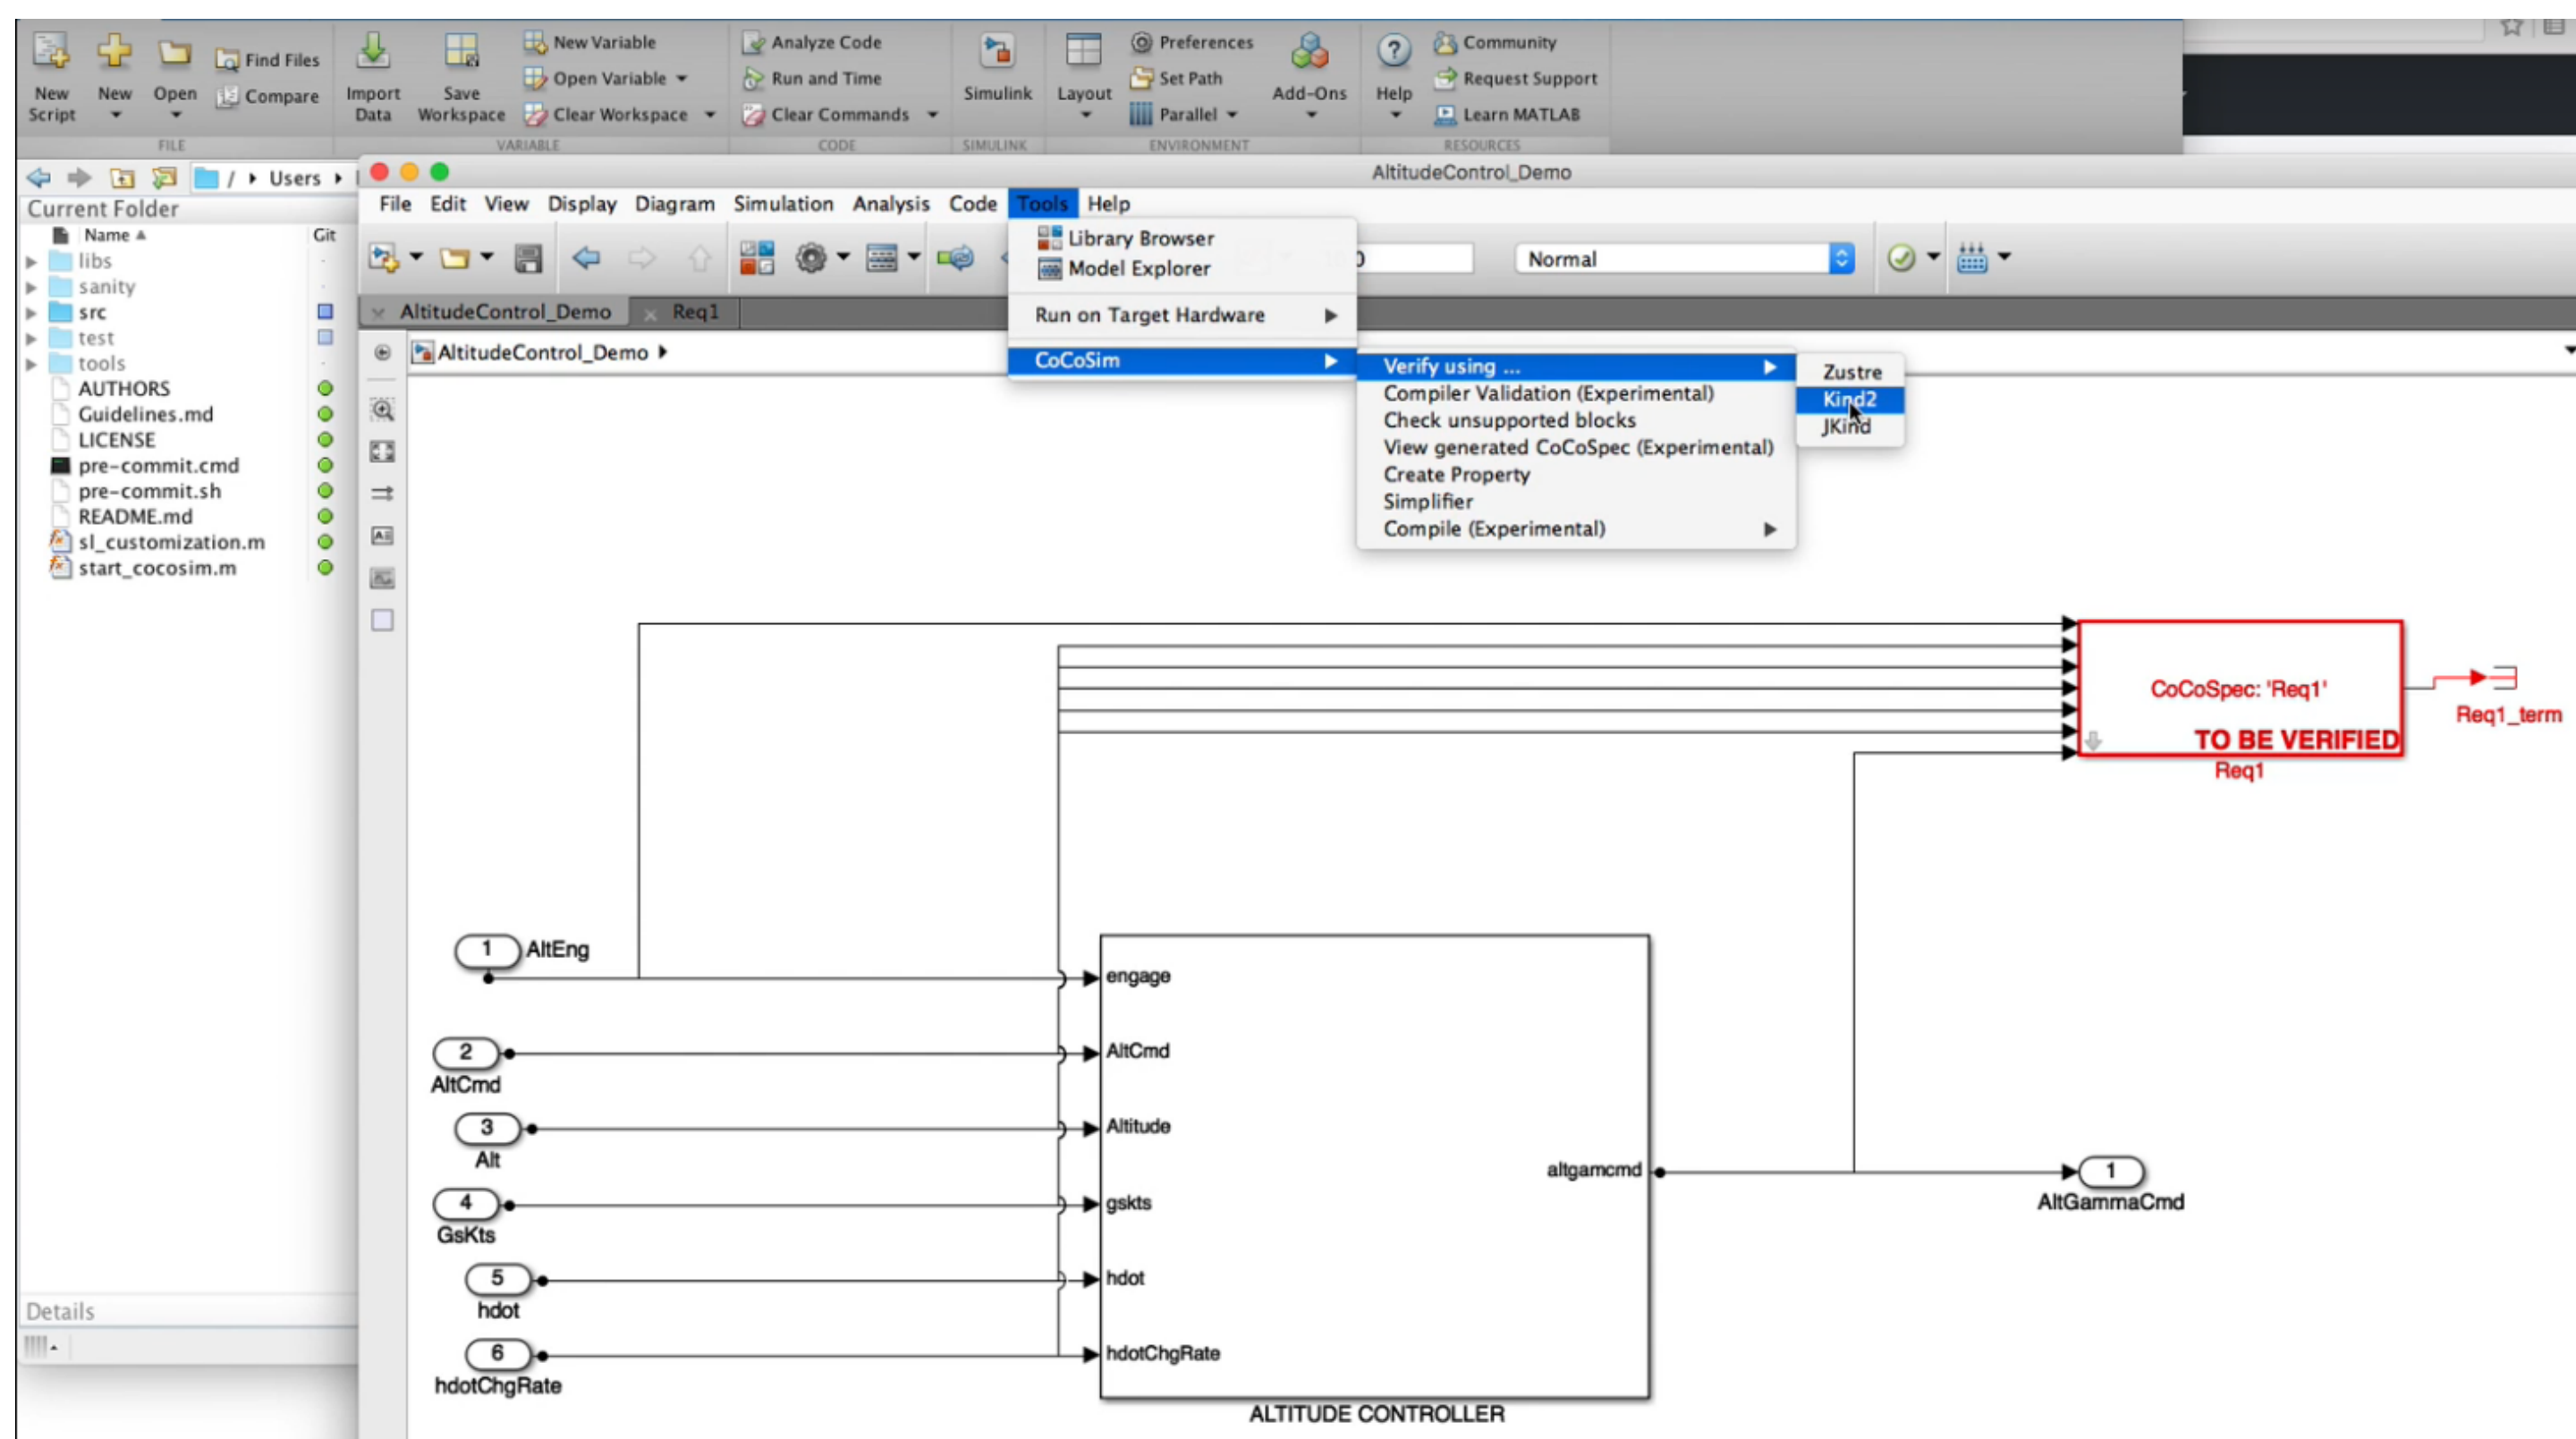 New Script
New
Open
Find Files
Compare
FILE
Import Data
Save Workspace
New Variable
Open Variable
Clear Workspace
VARIABLE
Analyze Code
Run and Time
Clear Commands
CODE
Simulink
SIMULINK
Layout
Preferences
Set Path
Parallel
ENVIRONMENT
Add-Ons
Help
Community
Request Support
Learn MATLAB
RESOURCES
/ Users
Current Folder
Name
Git
libs
sanity
src
test
tools
AUTHORS
Guidelines.md
LICENSE
pre-commit.cmd
pre-commit.sh
README.md
sl_customization.m
start_cocosim.m
Details
AltitudeControl_Demo
File Edit View Display Diagram Simulation Analysis Code Tools Help
Library Browser
Model Explorer
Run on Target Hardware
CoCoSim
Normal
AltitudeControl_Demo
Req1
AltitudeControl_Demo
Verify using ...
Compiler Validation (Experimental)
Check unsupported blocks
View generated CoCoSpec (Experimental)
Create Property
Simplifier
Compile (Experimental)
Zustre
Kind2
JKind
CoCoSpec: 'Req1'
TO BE VERIFIED
Req1
Req1_term
1
AltEng
2
AltCmd
3
Alt
4
GsKts
5
hdot
6
hdotChgRate
engage
AltCmd
Altitude
gskts
hdot
hdotChgRate
altgamcmd
ALTITUDE CONTROLLER
1
AltGammaCmd